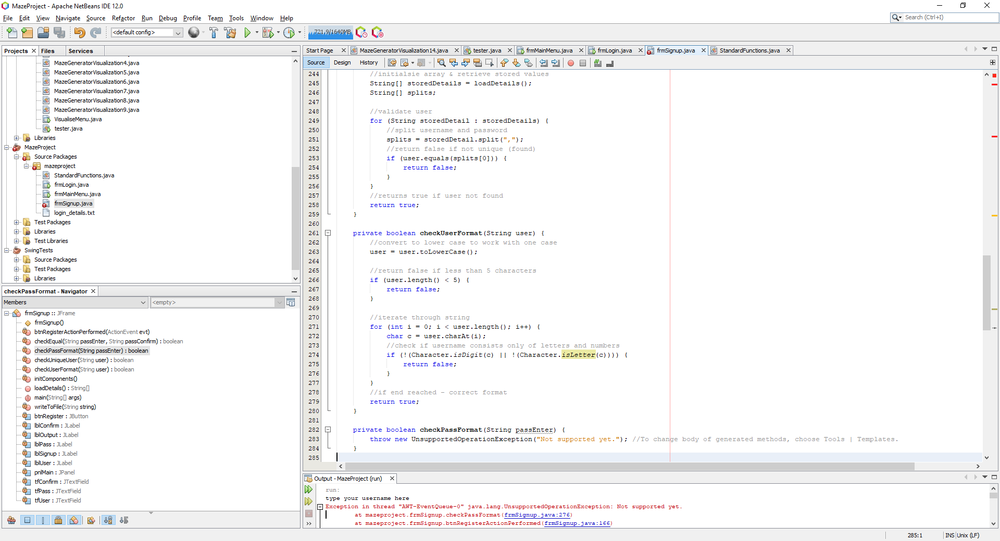 MazeProject - Apache NetBeans IDE 12.0
File Edit View Navigate Source Refactor Run Debug Profile Team Tools Window Help
Search (Ctrl+I)
<default config>
721.9/1640MB
Projects Files Services
MazeGeneratorVisualization4.java
MazeGeneratorVisualization5.java
MazeGeneratorVisualization6.java
MazeGeneratorVisualization7.java
MazeGeneratorVisualization8.java
MazeGeneratorVisualization9.java
VisualiseMenu.java
tester.java
Libraries
MazeProject
Source Packages
mazeproject
StandardFunctions.java
frmLogin.java
frmMainMenu.java
frmSignup.java
login_details.txt
Test Packages
Libraries
Test Libraries
SwingTests
Source Packages
Test Packages
Libraries
checkPassFormat - Navigator
Members <empty>
frmSignup :: JFrame
frmSignup()
btnRegisterActionPerformed(ActionEvent evt)
checkEqual(String passEnter, String passConfirm) : boolean
checkPassFormat(String passEnter) : boolean
checkUniqueUser(String user) : boolean
checkUserFormat(String user) : boolean
initComponents()
loadDetails() : String[]
main(String[] args)
writeToFile(String string)
btnRegister : JButton
lblConfirm : JLabel
lblOutput : JLabel
lblPass : JLabel
lblSignup : JLabel
lblUser : JLabel
pnlMain : JPanel
tfConfirm : JTextField
tfPass : JTextField
tfUser : JTextField
Start Page MazeGeneratorVisualization14.java tester.java frmMainMenu.java frmLogin.java frmSignup.java StandardFunctions.java
Source Design History
244 //initialsie array & retrieve stored values
245 String[] storedDetails = loadDetails();
246 String[] splits;
247
248 //validate user
249 for (String storedDetail : storedDetails) {
250 //split username and password
251 splits = storedDetail.split(",");
252 //return false if not unique (found)
253 if (user.equals(splits[0])) {
254 return false;
255 }
256 }
257 //returns true if user not found
258 return true;
259 }
260
261 private boolean checkUserFormat(String user) {
262 //convert to lower case to work with one case
263 user = user.toLowerCase();
264
265 //return false if less than 5 characters
266 if (user.length() < 5) {
267 return false;
268 }
269
270 //iterate through string
271 for (int i = 0; i < user.length(); i++) {
272 char c = user.charAt(i);
273 //check if username consists only of letters and numbers
274 if (!(Character.isDigit(c) || !(Character.isLetter(c)))) {
275 return false;
276 }
277 }
278 //if end reached - correct format
279 return true;
280 }
281
282 private boolean checkPassFormat(String passEnter) {
283 throw new UnsupportedOperationException("Not supported yet."); //To change body of generated methods, choose Tools | Templates.
284 }
285
Output - MazeProject (run)
run:
type your username here
Exception in thread "AWT-EventQueue-0" java.lang.UnsupportedOperationException: Not supported yet.
at mazeproject.frmSignup.checkPassFormat(frmSignup.java:276)
at mazeproject.frmSignup.btnRegisterActionPerformed(frmSignup.java:166)
285:1 INS Unix (LF)